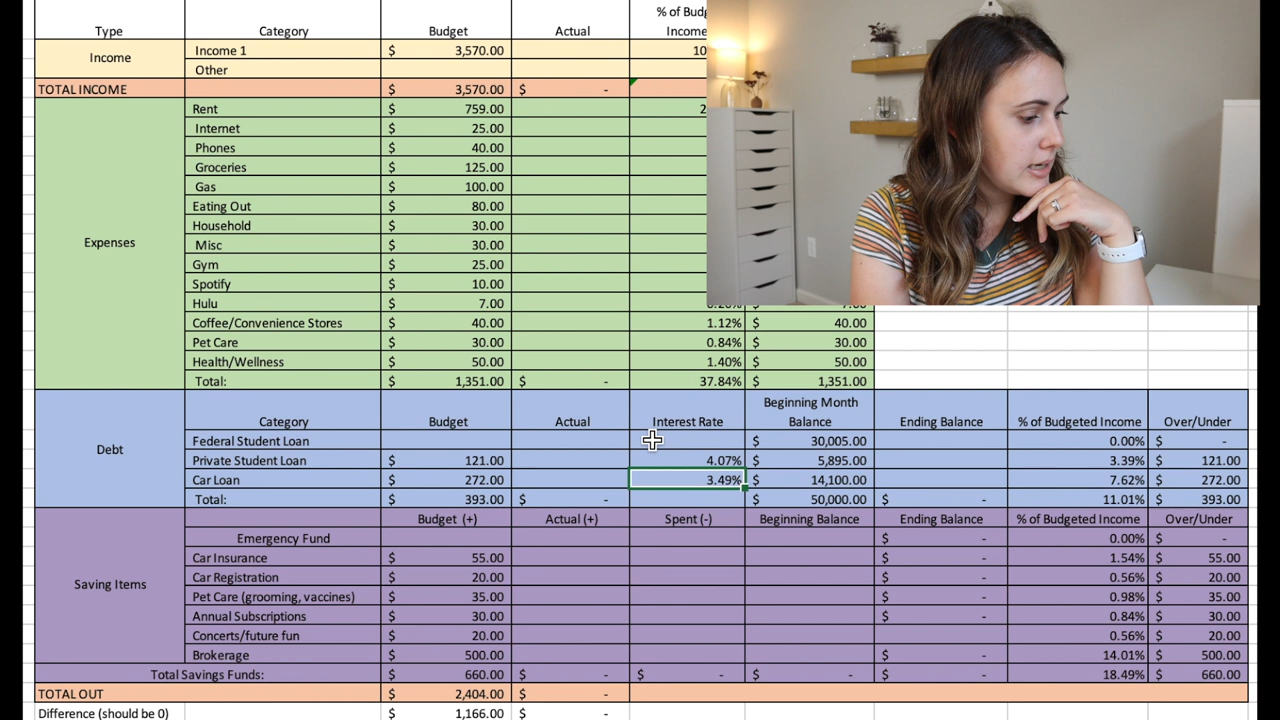 % of Budg
Type Category Budget Actual Income
Income
Income 1 $ 3,570.00 10
Other
TOTAL INCOME $ 3,570.00 $ -
Expenses
Rent $ 759.00 2
Internet $ 25.00
Phones $ 40.00
Groceries $ 125.00
Gas $ 100.00
Eating Out $ 80.00
Household $ 30.00
Misc $ 30.00
Gym $ 25.00
Spotify $ 10.00
Hulu $ 7.00
Coffee/Convenience Stores $ 40.00 1.12% $ 40.00
Pet Care $ 30.00 0.84% $ 30.00
Health/Wellness $ 50.00 1.40% $ 50.00
Total: $ 1,351.00 $ - 37.84% $ 1,351.00
Debt
Beginning Month
Category Budget Actual Interest Rate Balance Ending Balance % of Budgeted Income Over/Under
Federal Student Loan $ 30,005.00 0.00% $ -
Private Student Loan $ 121.00 4.07% $ 5,895.00 3.39% $ 121.00
Car Loan $ 272.00 3.49% $ 14,100.00 7.62% $ 272.00
Total: $ 393.00 $ - $ 50,000.00 $ - 11.01% $ 393.00
Saving Items
Budget (+) Actual (+) Spent (-) Beginning Balance Ending Balance % of Budgeted Income Over/Under
Emergency Fund $ - 0.00% $ -
Car Insurance $ 55.00 $ - 1.54% $ 55.00
Car Registration $ 20.00 $ - 0.56% $ 20.00
Pet Care (grooming, vaccines) $ 35.00 $ - 0.98% $ 35.00
Annual Subscriptions $ 30.00 $ - 0.84% $ 30.00
Concerts/future fun $ 20.00 0.56% $ 20.00
Brokerage $ 500.00 $ - 14.01% $ 500.00
Total Savings Funds: $ 660.00 $ - $ - $ - $ - 18.49% $ 660.00
TOTAL OUT $ 2,404.00 $ -
Difference (should be 0) $ 1,166.00 $ -